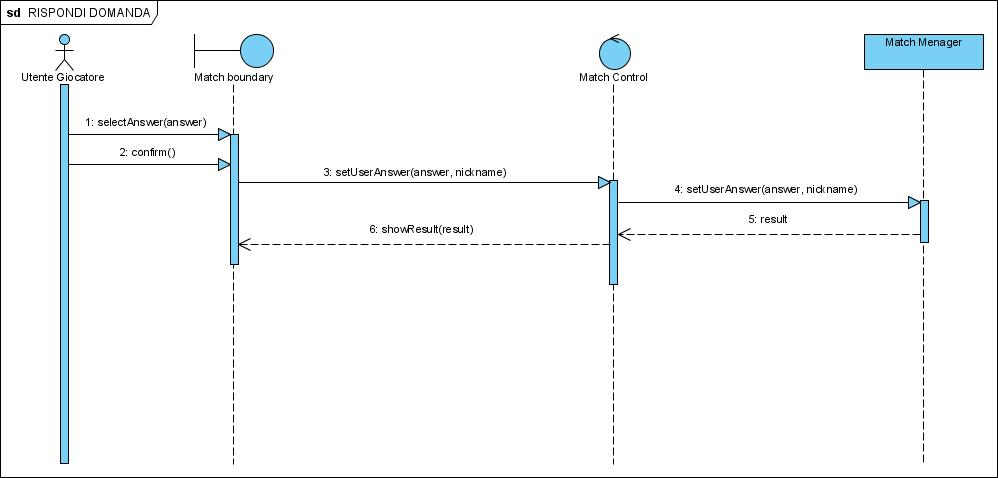 sd RISPONDI DOMANDA
Utente Giocatore
Match boundary
Match Control
Match Menager
1: selectAnswer(answer)
2: confirm()
3: setUserAnswer(answer, nickname)
4: setUserAnswer(answer, nickname)
5: result
6: showResult(result)